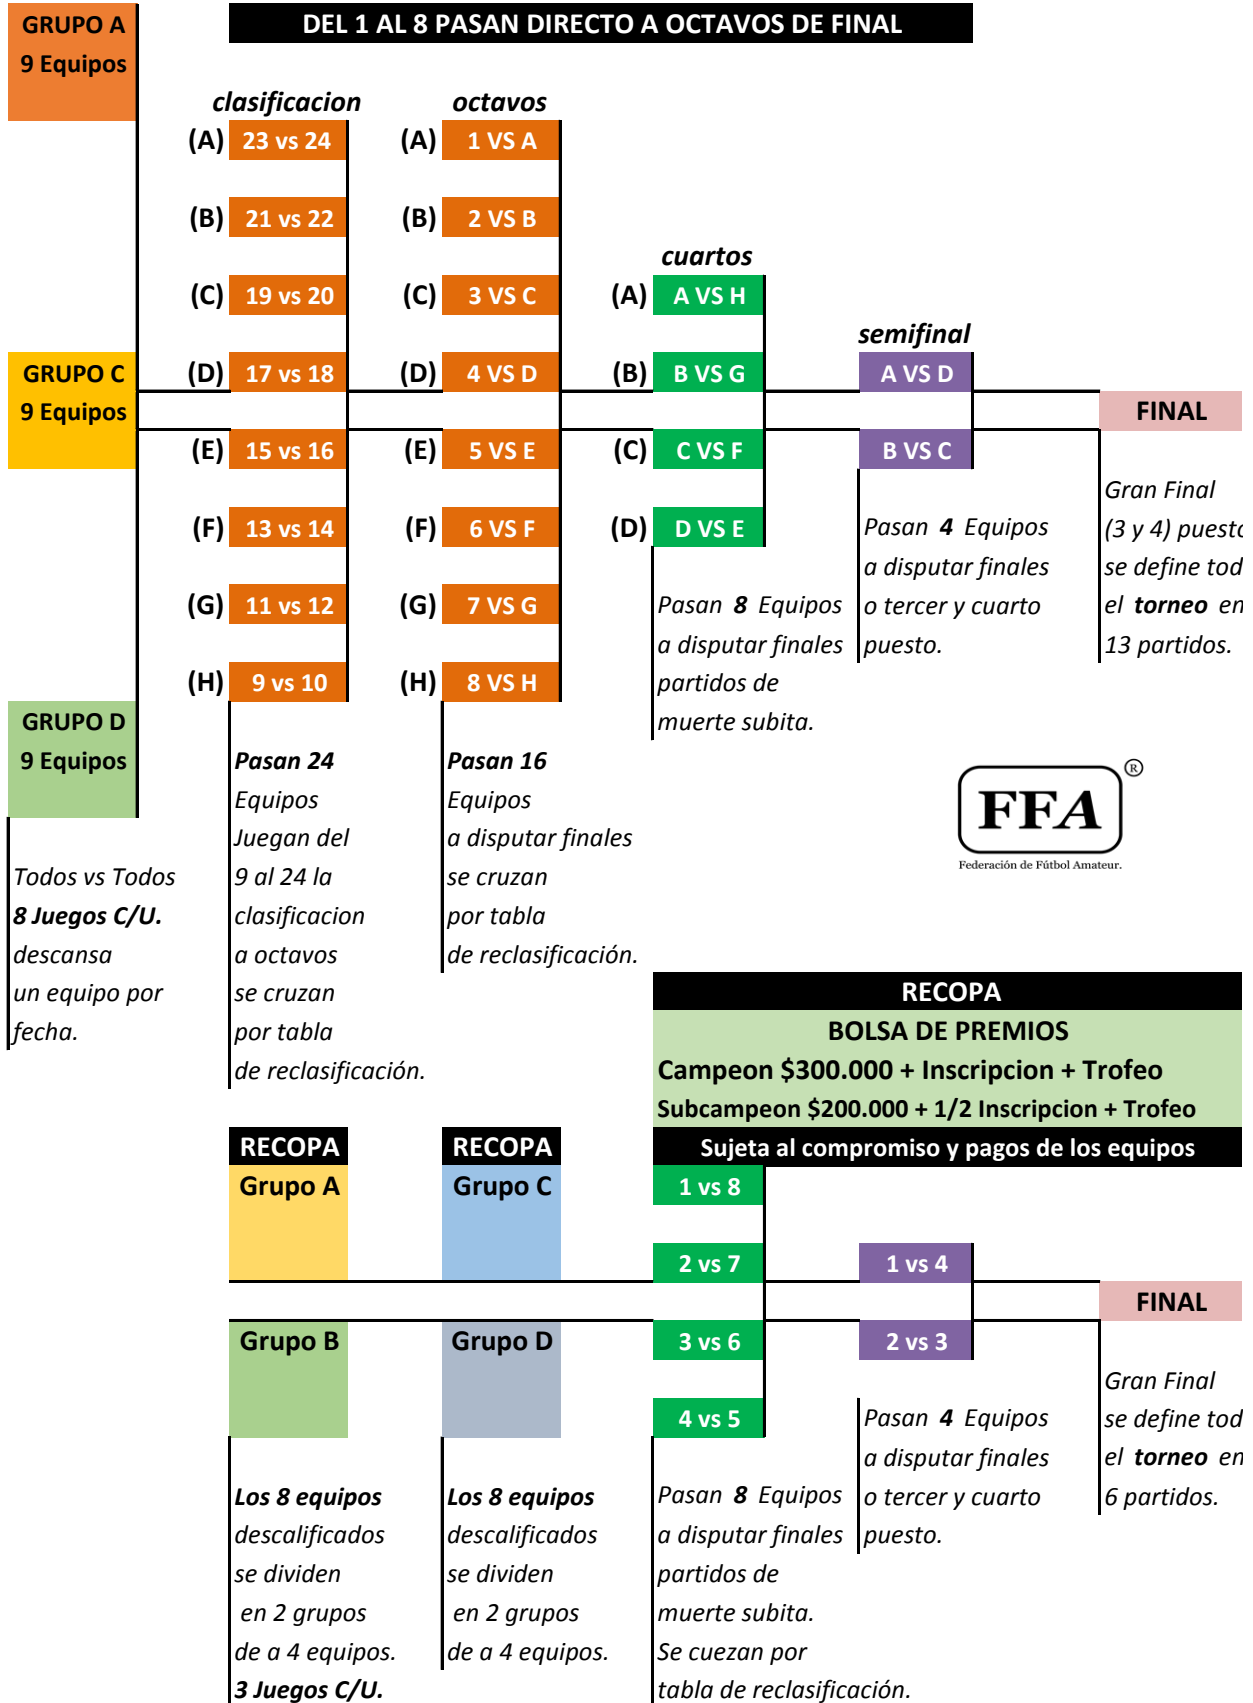 GRUPO A
9 Equipos
DEL 1 AL 8 PASAN DIRECTO A OCTAVOS DE FINAL
clasificacion
octavos
(A) 23 vs 24
(A) 1 VS A
(B) 21 vs 22
(B) 2 VS B
cuartos
(C) 19 vs 20
(C) 3 VS C
(A) A VS H
semifinal
GRUPO C
9 Equipos
(D) 17 vs 18
(D) 4 VS D
(B) B VS G
A VS D
FINAL
(E) 15 vs 16
(E) 5 VS E
(C) C VS F
B VS C
(F) 13 vs 14
(F) 6 VS F
(D) D VS E
(G) 11 vs 12
(G) 7 VS G
(H) 9 vs 10
(H) 8 VS H
GRUPO D
9 Equipos
Todos vs Todos
8 Juegos C/U.
descansa
un equipo por
fecha.
Pasan 24
Equipos
Juegan del
9 al 24 la
clasificacion
a octavos
se cruzan
por tabla
de reclasificación.
Pasan 16
Equipos
a disputar finales
se cruzan
por tabla
de reclasificación.
Pasan 8 Equipos
a disputar finales
partidos de
muerte subita.
Pasan 4 Equipos
a disputar finales
o tercer y cuarto
puesto.
Gran Final
(3 y 4) puesto
se define tod
el torneo en
13 partidos.
FFA
®
Federación de Fútbol Amateur.
RECOPA
BOLSA DE PREMIOS
Campeon $300.000 + Inscripcion + Trofeo
Subcampeon $200.000 + 1/2 Inscripcion + Trofeo
Sujeta al compromiso y pagos de los equipos
RECOPA
Grupo A
RECOPA
Grupo C
1 vs 8
2 vs 7
1 vs 4
FINAL
Grupo B
Grupo D
3 vs 6
2 vs 3
4 vs 5
Los 8 equipos
descalificados
se dividen
en 2 grupos
de a 4 equipos.
3 Juegos C/U.
Los 8 equipos
descalificados
se dividen
en 2 grupos
de a 4 equipos.
Pasan 8 Equipos
a disputar finales
partidos de
muerte subita.
Se cuezan por
tabla de reclasificación.
Pasan 4 Equipos
a disputar finales
o tercer y cuarto
puesto.
Gran Final
se define tod
el torneo en
6 partidos.